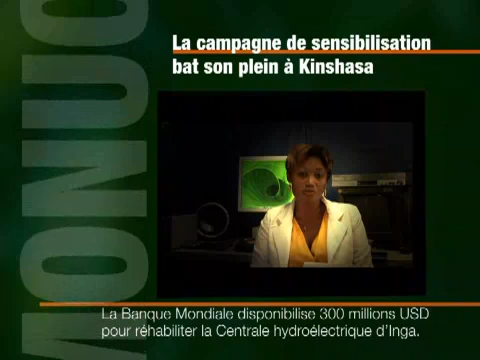 MONUC
La campagne de sensibilisation
bat son plein à Kinshasa
La Banque Mondiale disponibilise 300 millions USD
pour réhabiliter la Centrale hydroélectrique d'Inga.